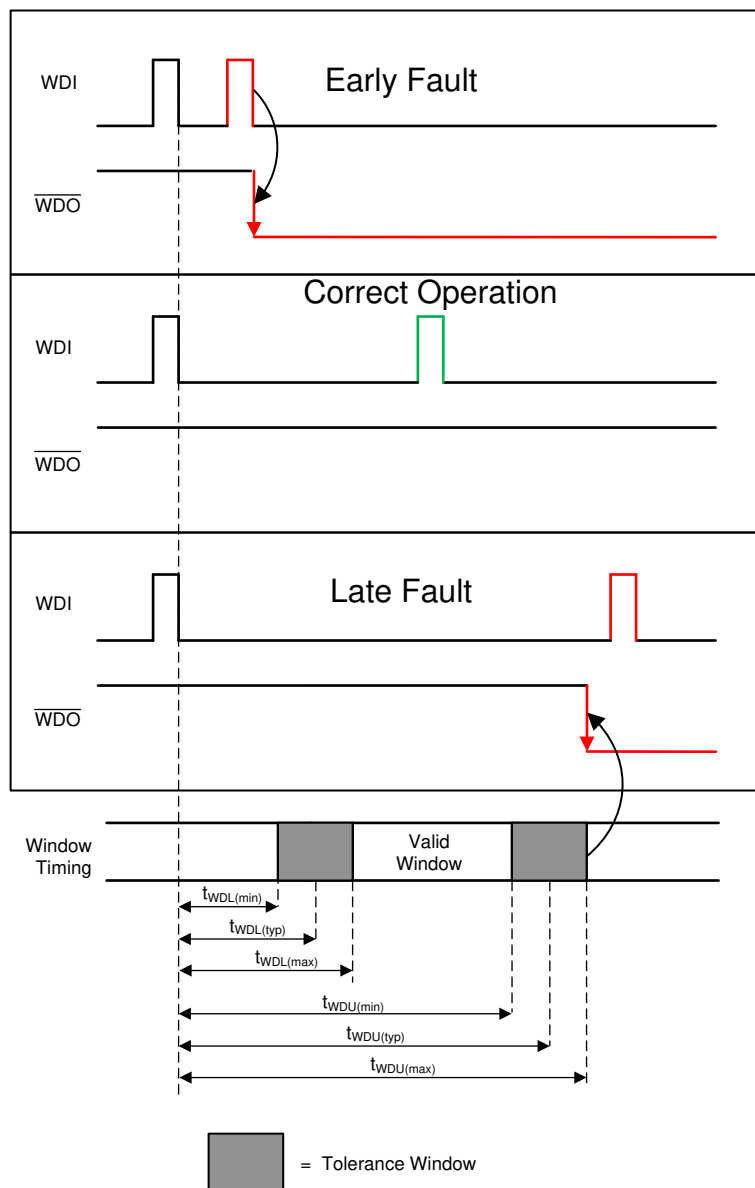 Early Fault
WDI
WDO
Correct Operation
WDI
WDO
Late Fault
WDI
WDO
Window
Timing
Valid
Window
tWDL(min)
tWDL(typ)
tWDL(max)
tWDU(min)
tWDU(typ)
tWDU(max)
= Tolerance Window